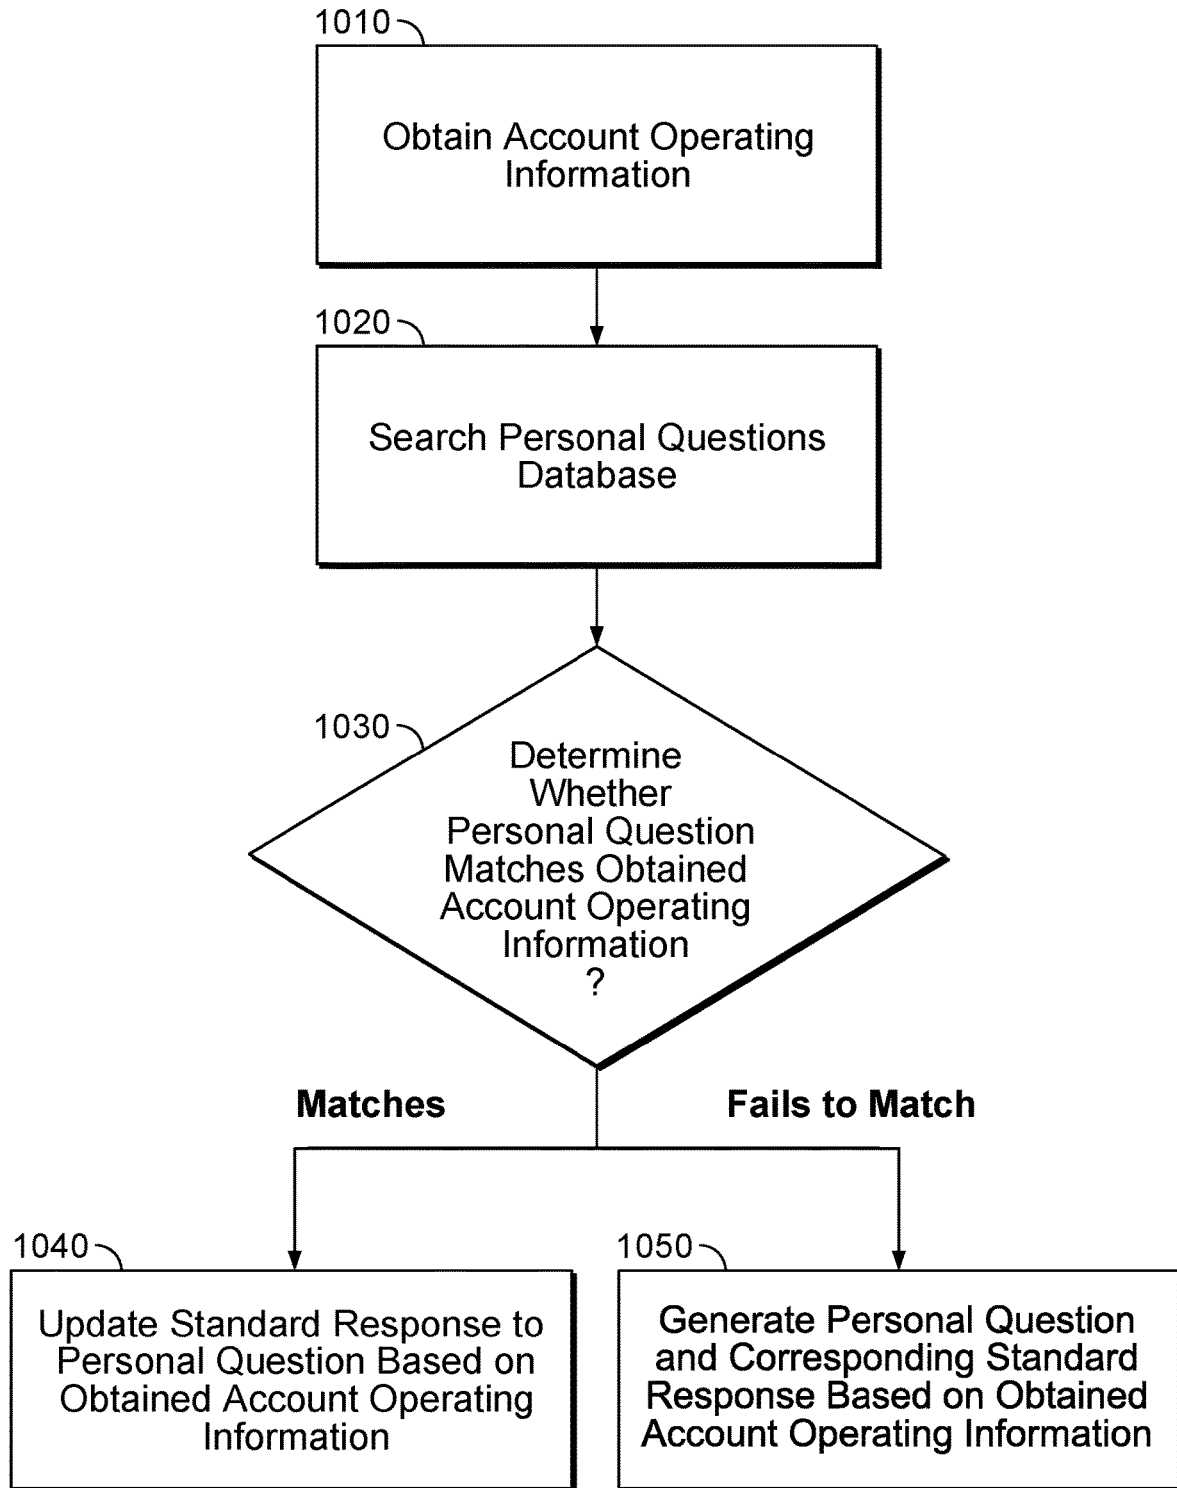 1010
Obtain Account Operating
Information
1020
Search Personal Questions
Database
1030
Determine
Whether
Personal Question
Matches Obtained
Account Operating
Information
?
Matches
Fails to Match
1040
Update Standard Response to
Personal Question Based on
Obtained Account Operating
Information
1050
Generate Personal Question
and Corresponding Standard
Response Based on Obtained
Account Operating Information